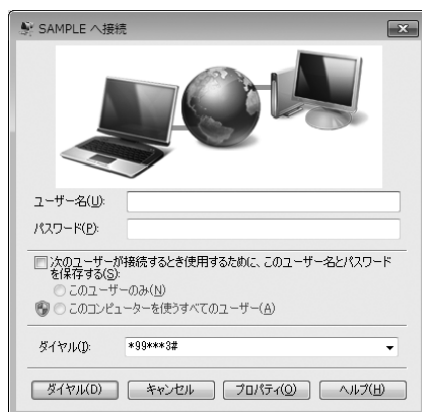 SAMPLE へ接続
ユーザー名(U):
パスワード(P):
次のユーザーが接続するとき使用するために、このユーザー名とパスワード
を保存する(S):
このユーザーのみ(N)
このコンピューターを使うすべてのユーザー(A)
ダイヤル(I): *99***3#
ダイヤル(D) キャンセル プロパティ(O) ヘルプ(H)